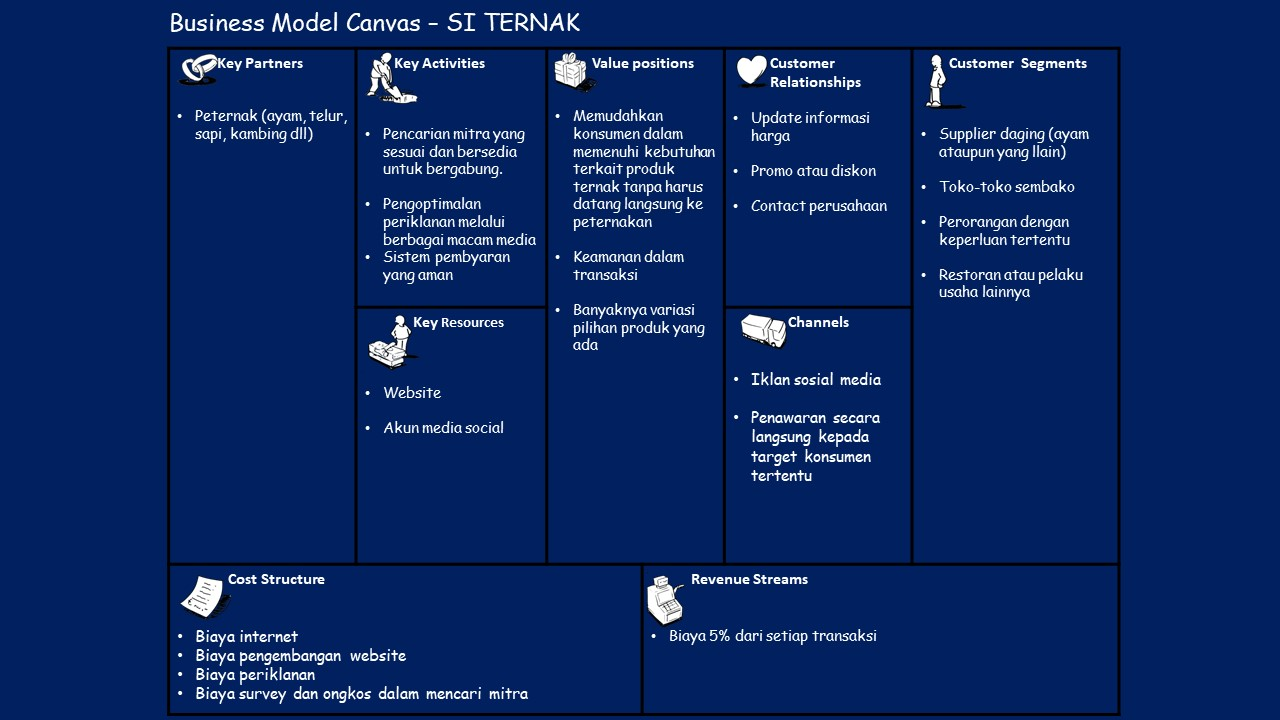 Business Model Canvas – SI TERNAK
Key Partners
• Peternak (ayam, telur,
sapi, kambing dll)
Key Activities
• Pencarian mitra yang
sesuai dan bersedia
untuk bergabung.
• Pengoptimalan
periklanan melalui
berbagai macam media
• Sistem pembyaran
yang aman
Key Resources
• Website
• Akun media social
Value positions
• Memudahkan
konsumen dalam
memenuhi kebutuhan
terkait produk
ternak tanpa harus
datang langsung ke
peternakan
• Keamanan dalam
transaksi
• Banyaknya variasi
pilihan produk yang
ada
Customer
Relationships
• Update informasi
harga
• Promo atau diskon
• Contact perusahaan
Channels
• Iklan sosial media
• Penawaran secara
langsung kepada
target konsumen
tertentu
Customer Segments
• Supplier daging (ayam
ataupun yang llain)
• Toko-toko sembako
• Perorangan dengan
keperluan tertentu
• Restoran atau pelaku
usaha lainnya
Cost Structure
• Biaya internet
• Biaya pengembangan website
• Biaya periklanan
• Biaya survey dan ongkos dalam mencari mitra
Revenue Streams
• Biaya 5% dari setiap transaksi